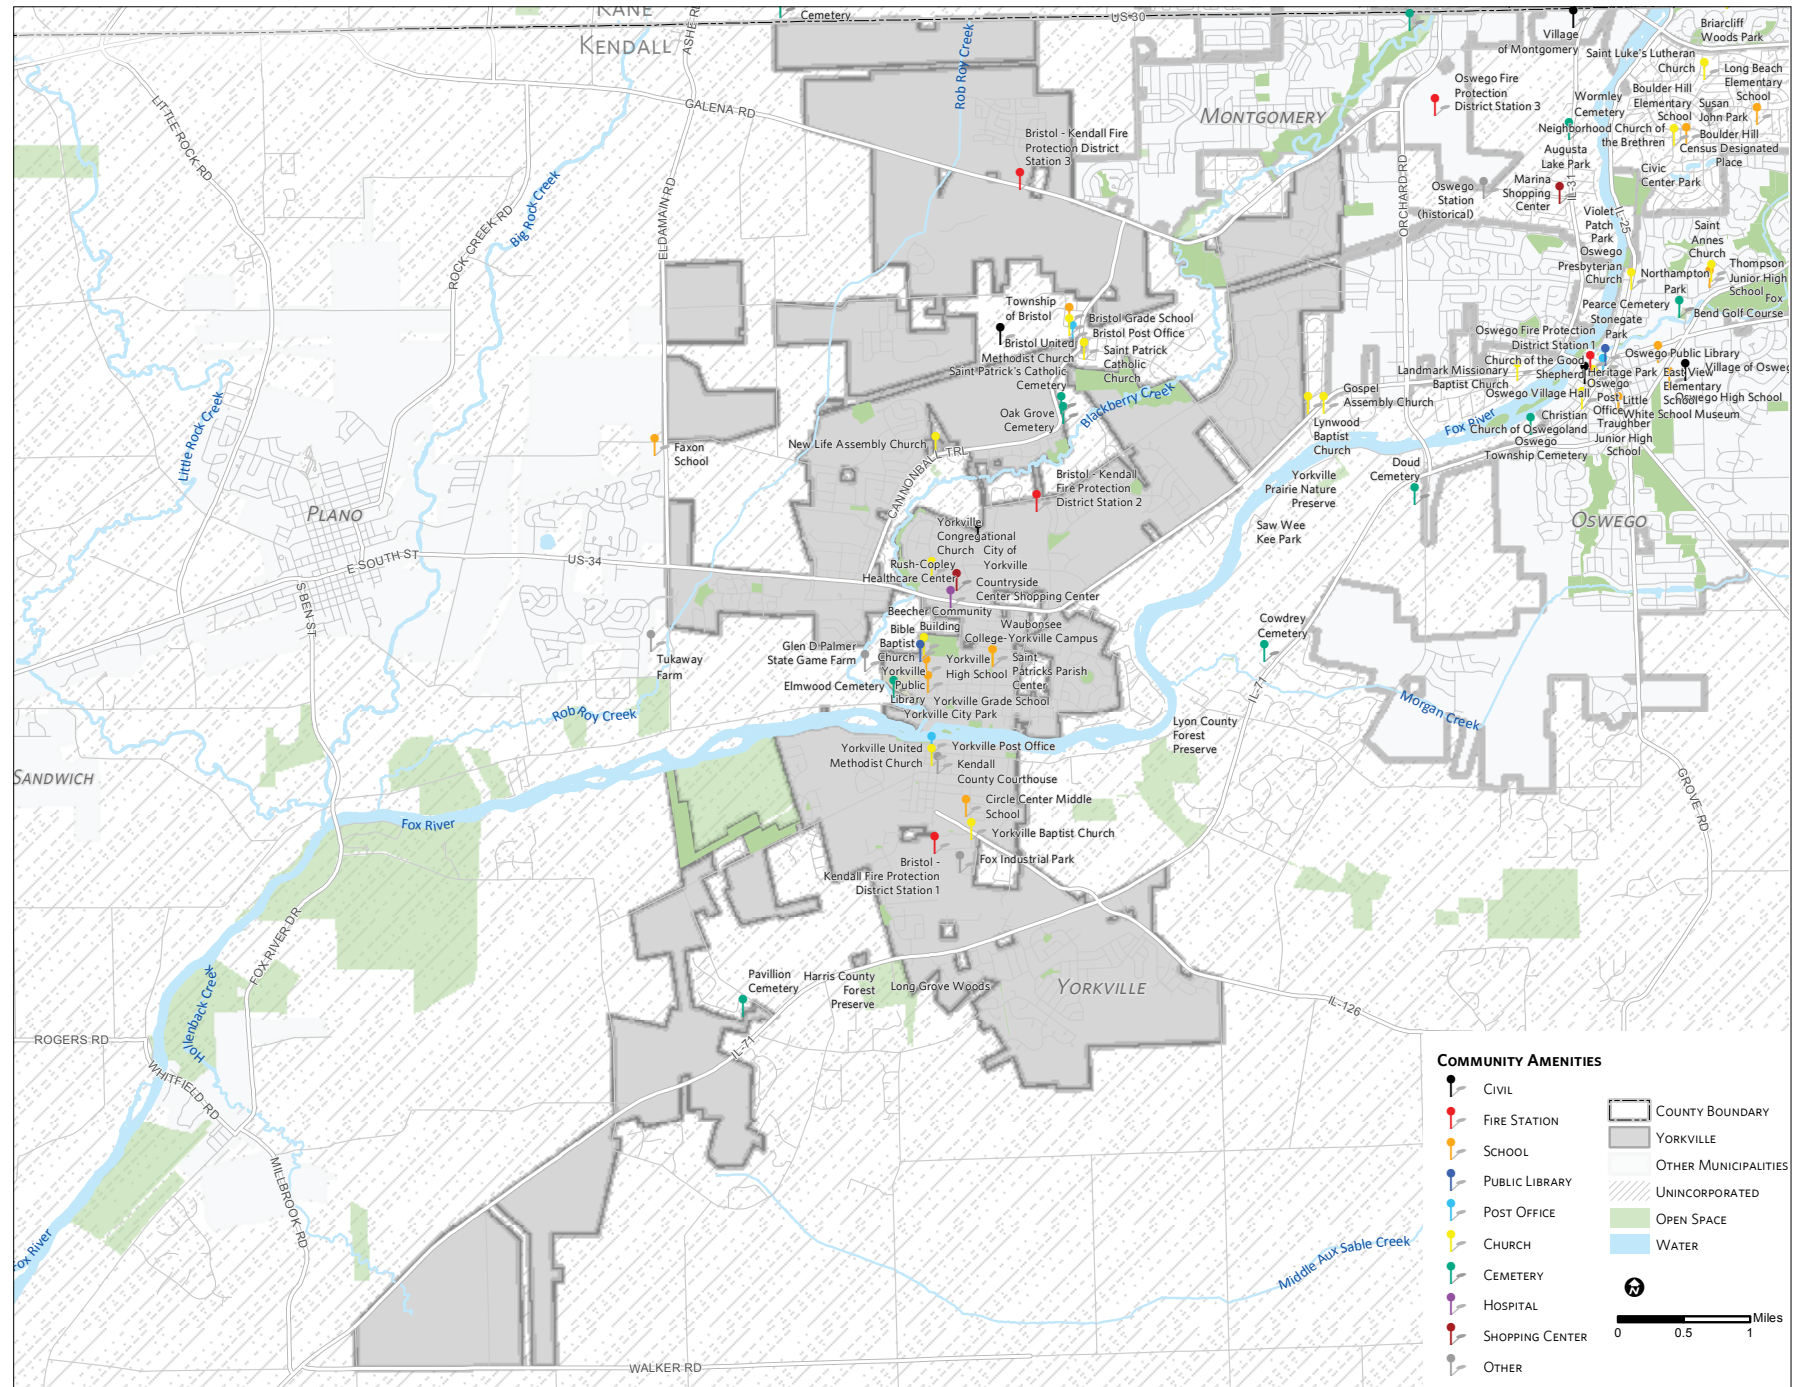 KANE
KENDALL
Cemetery
US 30
ASHE RD
Rob Roy Creek
GALENA RD
LITTLE ROCK RD
ROCK CREEK RD
Big Rock Creek
ELDAMAIN RD
Bristol - Kendall Fire
Protection District
Station 3
MONTGOMERY
ORCHARD RD
Village
of Montgomery
Briarcliff
Woods Park
Saint Luke's Lutheran
Church
Long Beach
Elementary
School
Oswego Fire
Protection
District Station 3
Wormley
Cemetery
Boulder Hill
Elementary
School
Susan
John Park
Neighborhood Church of
the Brethren
Boulder Hill
Census Designated
Place
Augusta
Lake Park
Civic
Center Park
Marina
Shopping
Center
IL-31
IL-25
Oswego
Station
(historical)
Violet
Patch
Park
Saint
Annes
Church
Oswego
Presbyterian
Church
Northampton
Park
Thompson
Junior High
School
Fox
Bend Golf Course
Pearce Cemetery
Stonegate
Park
Oswego Fire Protection
District Station 1
Oswego Public Library
Church of the Good
Shepherd
Heritage Park
East View
Elementary
School
Village of Osweg
Landmark Missionary
Baptist Church
Oswego Village Hall
Oswego
Post
Office
Little
White School Museum
Oswego High School
Christian
Church of Oswegoland
Traughber
Junior High
School
Oswego
Township Cemetery
Fox River
Gospel
Assembly Church
Lynwood
Baptist
Church
Doud
Cemetery
Yorkville
Prairie Nature
Preserve
Saw Wee
Kee Park
OSWEGO
Township
of Bristol
Bristol Grade School
Bristol Post Office
Bristol United
Methodist Church
Saint Patrick
Catholic
Church
Saint Patrick's Catholic
Cemetery
Oak Grove
Cemetery
Blackberry Creek
New Life Assembly Church
CANNONBALL TRL
Bristol - Kendall
Fire Protection
District Station 2
Little Rock Creek
Faxon
School
PLANO
E SOUTH ST
US-34
S BEN ST
Yorkville
Congregational
Church
City of
Yorkville
Rush-Copley
Healthcare Center
Countryside
Center Shopping Center
Beecher Community
Building
Waubonsee
College-Yorkville Campus
Bible
Baptist
Church
Glen D Palmer
State Game Farm
Yorkville
High School
Saint
Patricks Parish
Center
Elmwood Cemetery
Yorkville
Public
Library
Yorkville Grade School
Yorkville City Park
Tukaway
Farm
Rob Roy Creek
Cowdrey
Cemetery
IL-71
Morgan Creek
Lyon County
Forest
Preserve
GROVE RD
SANDWICH
Yorkville United
Methodist Church
Yorkville Post Office
Kendall
County Courthouse
Circle Center Middle
School
Yorkville Baptist Church
Fox Industrial Park
Bristol -
Kendall Fire Protection
District Station 1
Fox River
FOX RIVER DR
Hollenback Creek
Pavillion
Cemetery
Harris County
Forest
Preserve
Long Grove Woods
YORKVILLE
IL-126
ROGERS RD
WHITFIELD RD
IL-71
MILLBROOK RD
Fox River
Middle Aux Sable Creek
WALKER RD
COMMUNITY AMENITIES
CIVIL
FIRE STATION
SCHOOL
PUBLIC LIBRARY
POST OFFICE
CHURCH
CEMETERY
HOSPITAL
SHOPPING CENTER
OTHER
COUNTY BOUNDARY
YORKVILLE
OTHER MUNICIPALITIES
UNINCORPORATED
OPEN SPACE
WATER
N
Miles
0 0.5 1